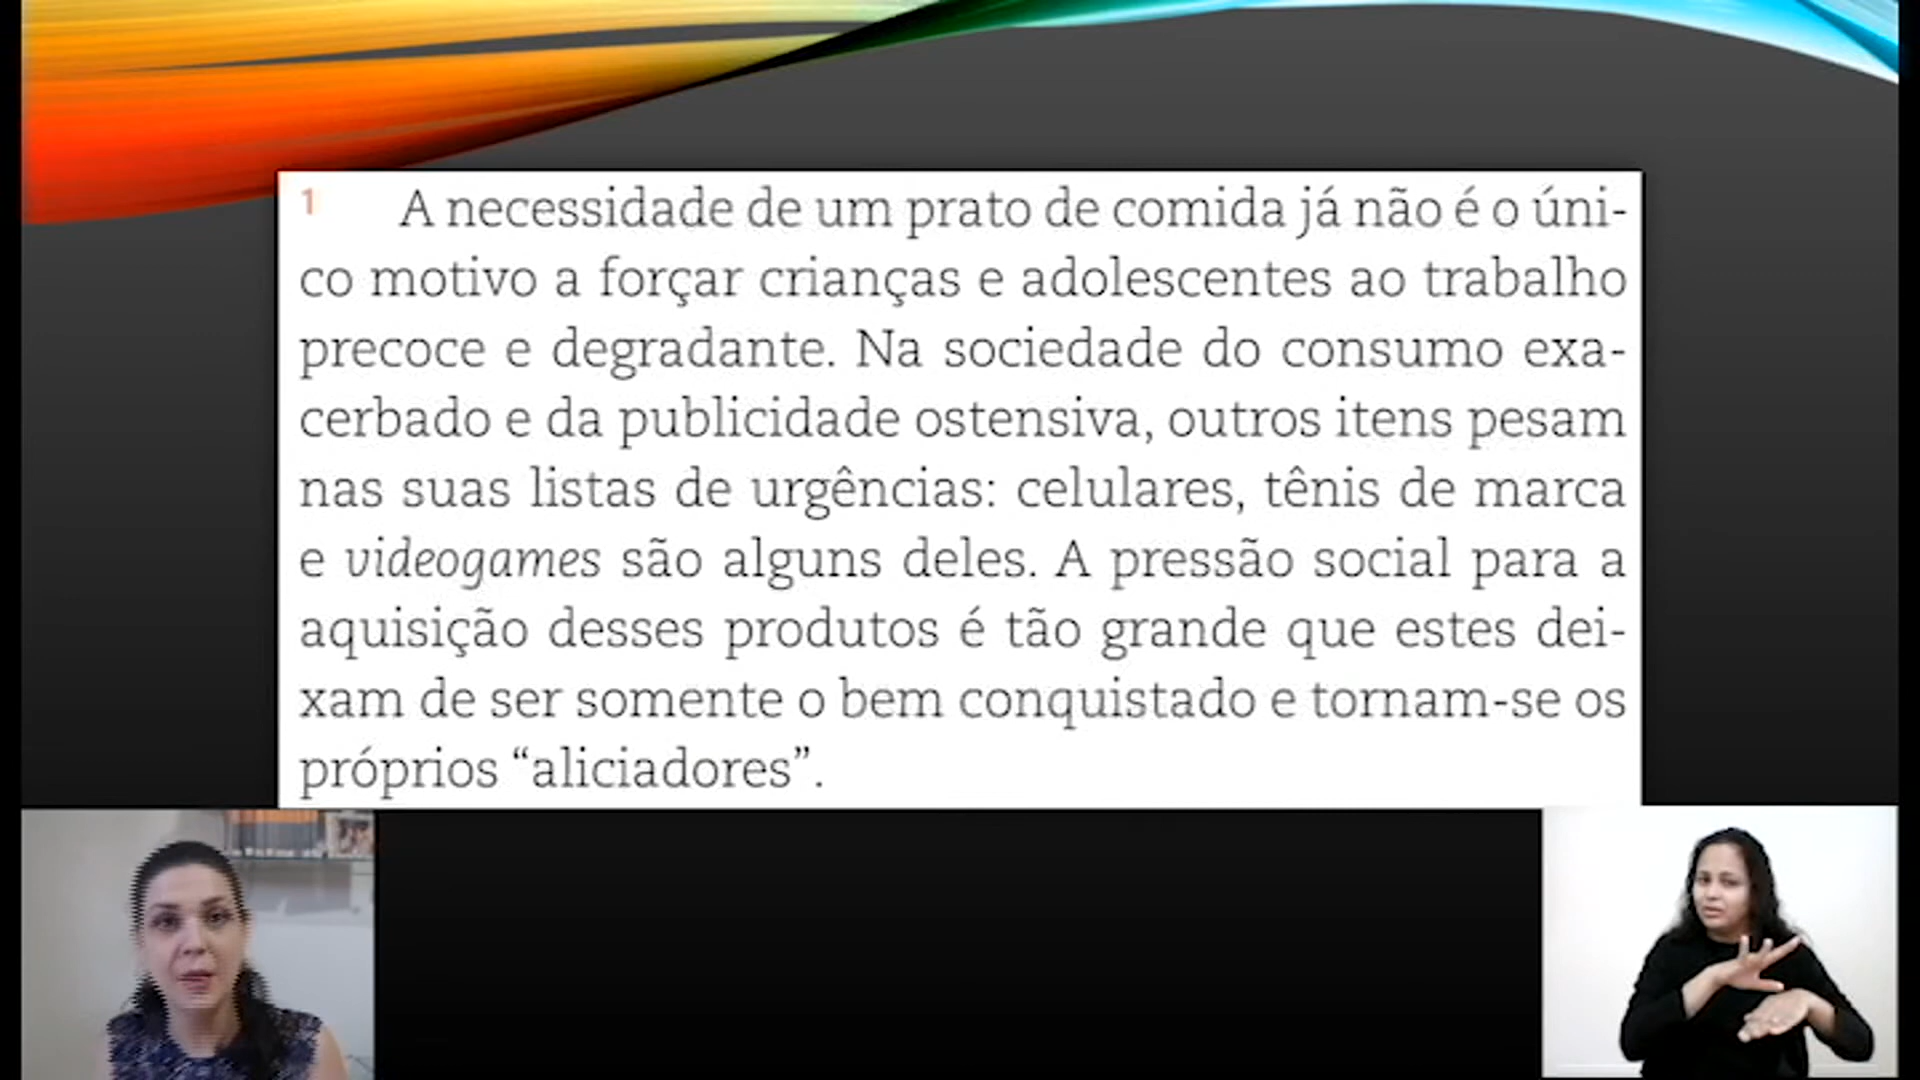 1 A necessidade de um prato de comida já não é o úni-
co motivo a forçar crianças e adolescentes ao trabalho
precoce e degradante. Na sociedade do consumo exa-
cerbado e da publicidade ostensiva, outros itens pesam
nas suas listas de urgências: celulares, tênis de marca
e videogames são alguns deles. A pressão social para a
aquisição desses produtos é tão grande que estes dei-
xam de ser somente o bem conquistado e tornam-se os
próprios “aliciadores”.